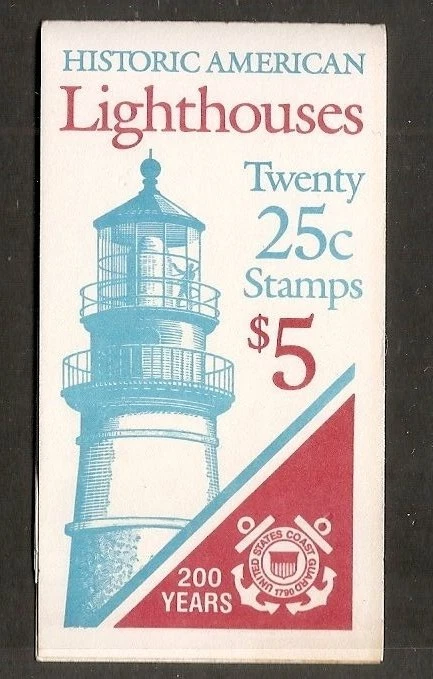 HISTORIC AMERICAN
Lighthouses
Twenty
25c
Stamps
$5
200
YEARS
UNITED STATES COAST GUARD
1790